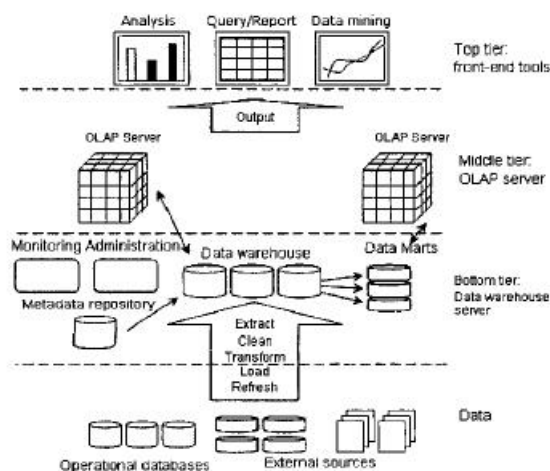 Analysis Query/Report Data mining
Top tier:
front-end tools
Output
OLAP Server OLAP Server
Middle tier:
OLAP server
Monitoring Administration Data warehouse Data Marts
Metadata repository
Bottom tier:
Data warehouse
server
Extract
Clean
Transform
Load
Refresh
Data
Operational databases External sources